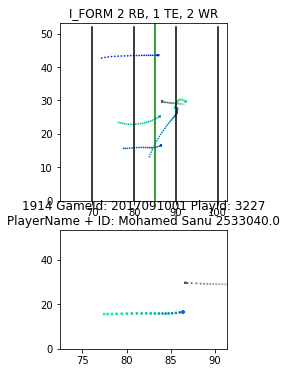 I_FORM 2 RB, 1 TE, 2 WR
50
40
30
20
10
0
70 80 90 100
1914 GameId: 2017091001 PlayId: 3227
PlayerName + ID: Mohamed Sanu 2533040.0
40
20
0
75 80 85 90